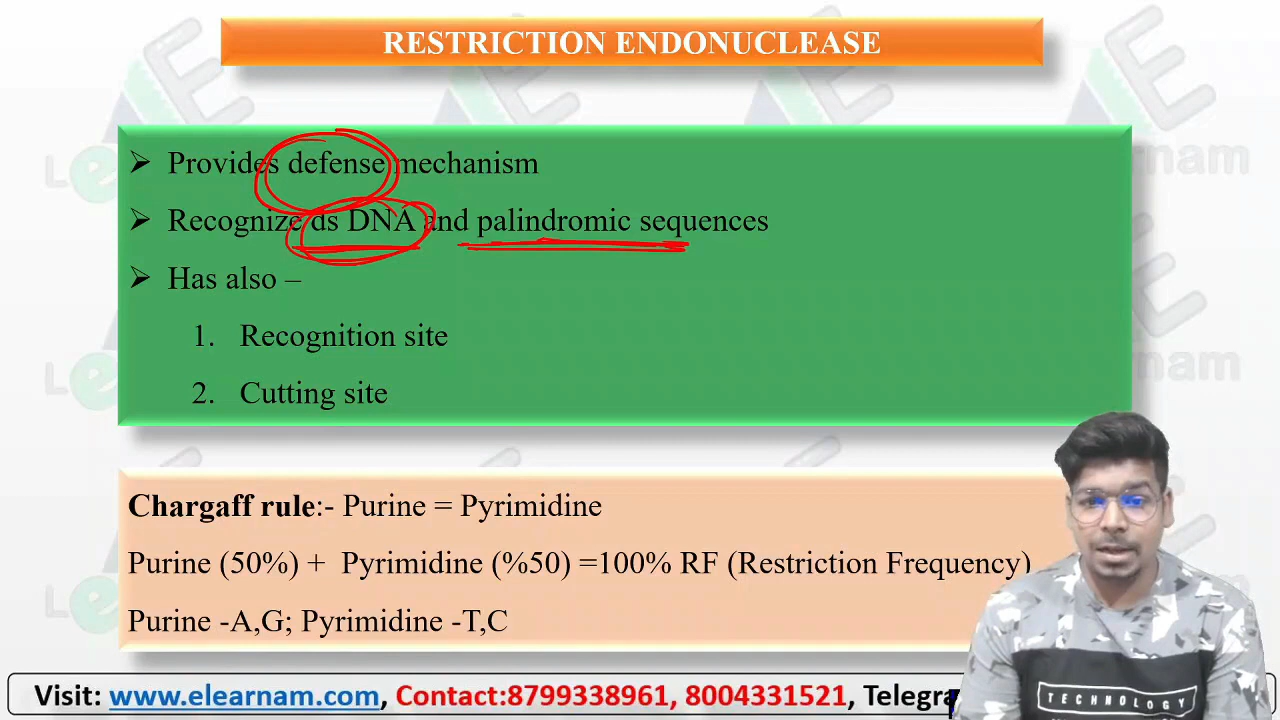 RESTRICTION ENDONUCLEASE
➢ Provides defense mechanism
➢ Recognize ds DNA and palindromic sequences
➢ Has also –
1. Recognition site
2. Cutting site
Chargaff rule:- Purine = Pyrimidine
Purine (50%) + Pyrimidine (%50) =100% RF (Restriction Frequency)
Purine -A,G; Pyrimidine -T,C
TECHNOLOGY
Visit: www.elearnam.com, Contact:8799338961, 8004331521, Telegra